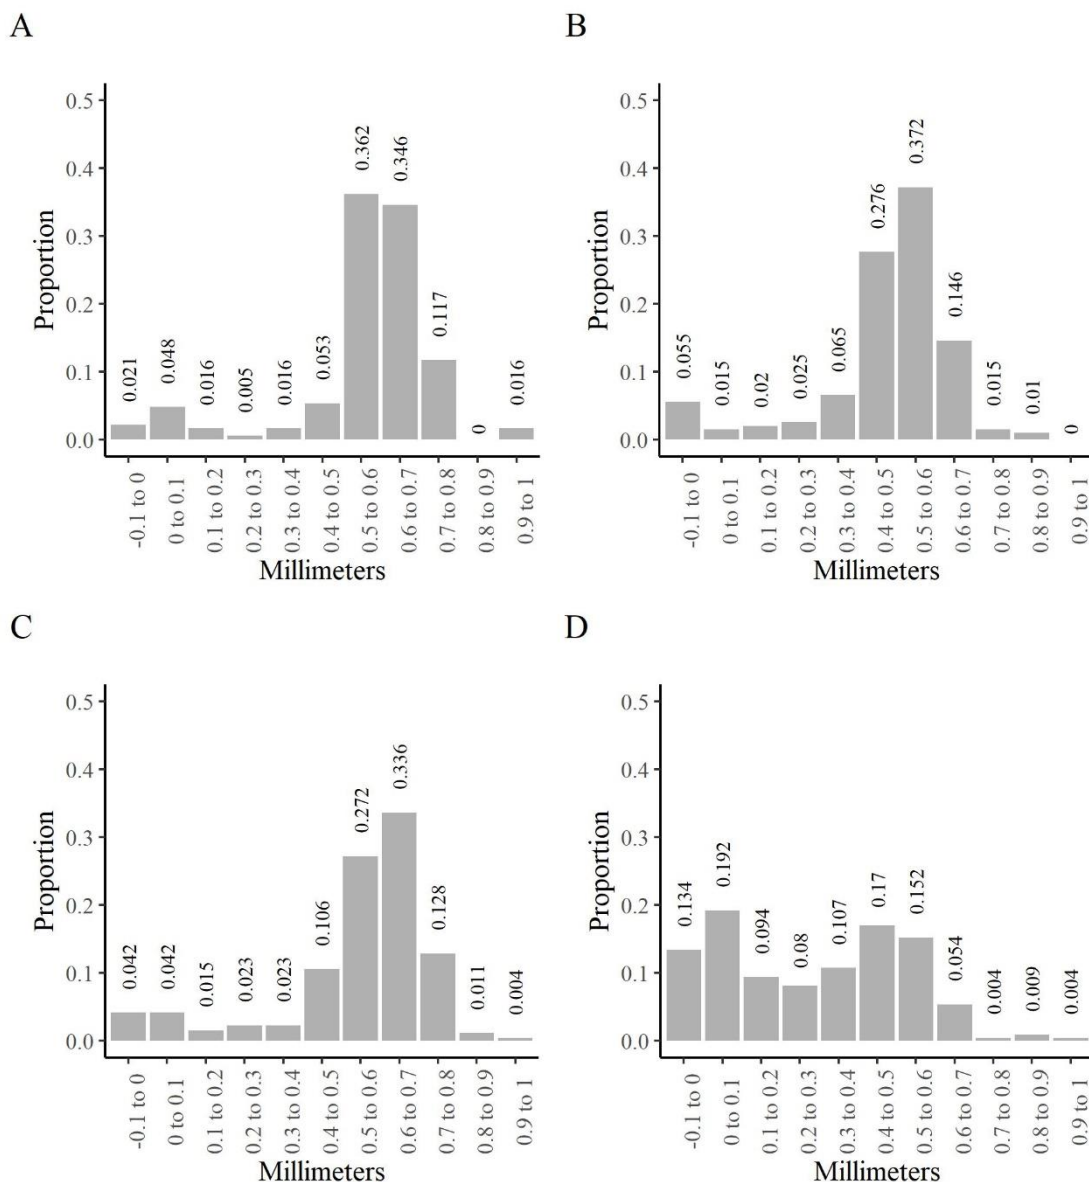 A
Proportion
0.5
0.4
0.3
0.2
0.1
0.0
0.021
0.048
0.016
0.005
0.016
0.053
0.362
0.346
0.117
0
0.016
-0.1 to 0
0 to 0.1
0.1 to 0.2
0.2 to 0.3
0.3 to 0.4
0.4 to 0.5
0.5 to 0.6
0.6 to 0.7
0.7 to 0.8
0.8 to 0.9
0.9 to 1
Millimeters
B
Proportion
0.5
0.4
0.3
0.2
0.1
0.0
0.055
0.015
0.02
0.025
0.065
0.276
0.372
0.146
0.015
0.01
0
-0.1 to 0
0 to 0.1
0.1 to 0.2
0.2 to 0.3
0.3 to 0.4
0.4 to 0.5
0.5 to 0.6
0.6 to 0.7
0.7 to 0.8
0.8 to 0.9
0.9 to 1
Millimeters
C
Proportion
0.5
0.4
0.3
0.2
0.1
0.0
0.042
0.042
0.015
0.023
0.023
0.106
0.272
0.336
0.128
0.011
0.004
-0.1 to 0
0 to 0.1
0.1 to 0.2
0.2 to 0.3
0.3 to 0.4
0.4 to 0.5
0.5 to 0.6
0.6 to 0.7
0.7 to 0.8
0.8 to 0.9
0.9 to 1
Millimeters
D
Proportion
0.5
0.4
0.3
0.2
0.1
0.0
0.134
0.192
0.094
0.08
0.107
0.17
0.152
0.054
0.004
0.009
0.004
-0.1 to 0
0 to 0.1
0.1 to 0.2
0.2 to 0.3
0.3 to 0.4
0.4 to 0.5
0.5 to 0.6
0.6 to 0.7
0.7 to 0.8
0.8 to 0.9
0.9 to 1
Millimeters